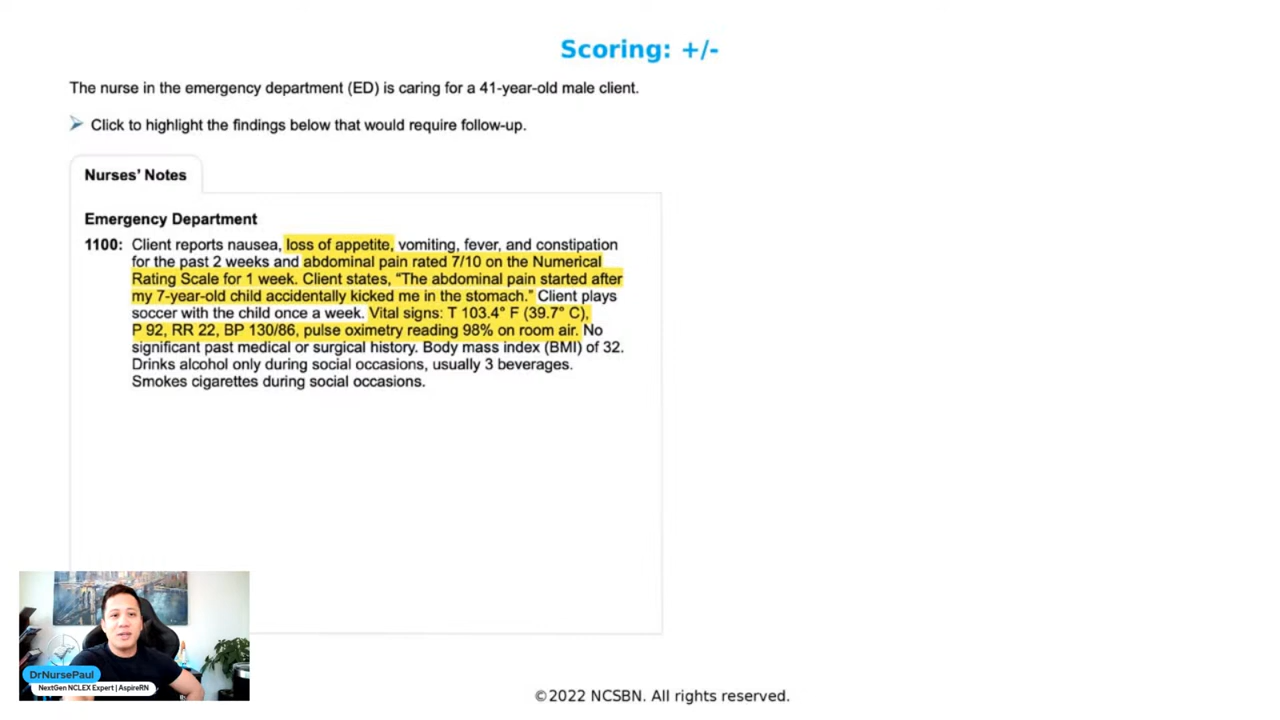 Scoring: +/-
The nurse in the emergency department (ED) is caring for a 41-year-old male client.
Click to highlight the findings below that would require follow-up.
Nurses' Notes
Emergency Department
1100: Client reports nausea, loss of appetite, vomiting, fever, and constipation
for the past 2 weeks and abdominal pain rated 7/10 on the Numerical
Rating Scale for 1 week. Client states, “The abdominal pain started after
my 7-year-old child accidentally kicked me in the stomach.” Client plays
soccer with the child once a week. Vital signs: T 103.4° F (39.7° C),
P 92, RR 22, BP 130/86, pulse oximetry reading 98% on room air. No
significant past medical or surgical history. Body mass index (BMI) of 32.
Drinks alcohol only during social occasions, usually 3 beverages.
Smokes cigarettes during social occasions.
DrNursePaul
NextGen NCLEX Expert | AspireRN
©2022 NCSBN. All rights reserved.